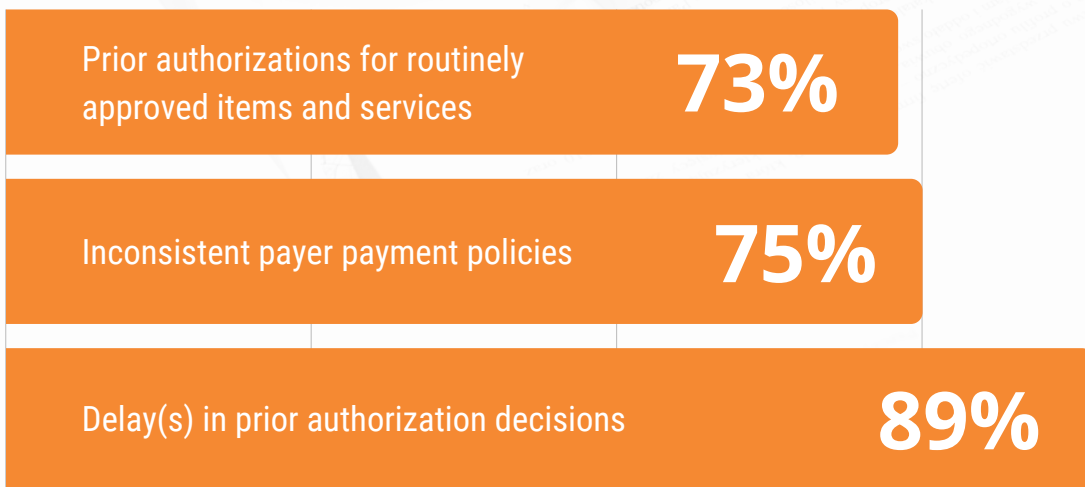 Prior authorizations for routinely
approved items and services
73%
Inconsistent payer payment policies
75%
Delay(s) in prior authorization decisions
89%